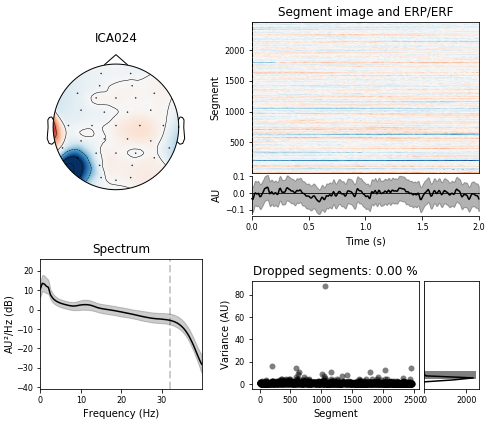 ICA024
Segment image and ERP/ERF
Segment
2000
1500
1000
500
AU
0.1
0.0
−0.1
0.0 0.5 1.0 1.5 2.0
Time (s)
Spectrum
AU²/Hz (dB)
20
10
0
−10
−20
−30
−40
0 10 20 30
Frequency (Hz)
Dropped segments: 0.00 %
Variance (AU)
80
60
40
20
0
0 500 1000 1500 2000 2500
Segment
0 2000